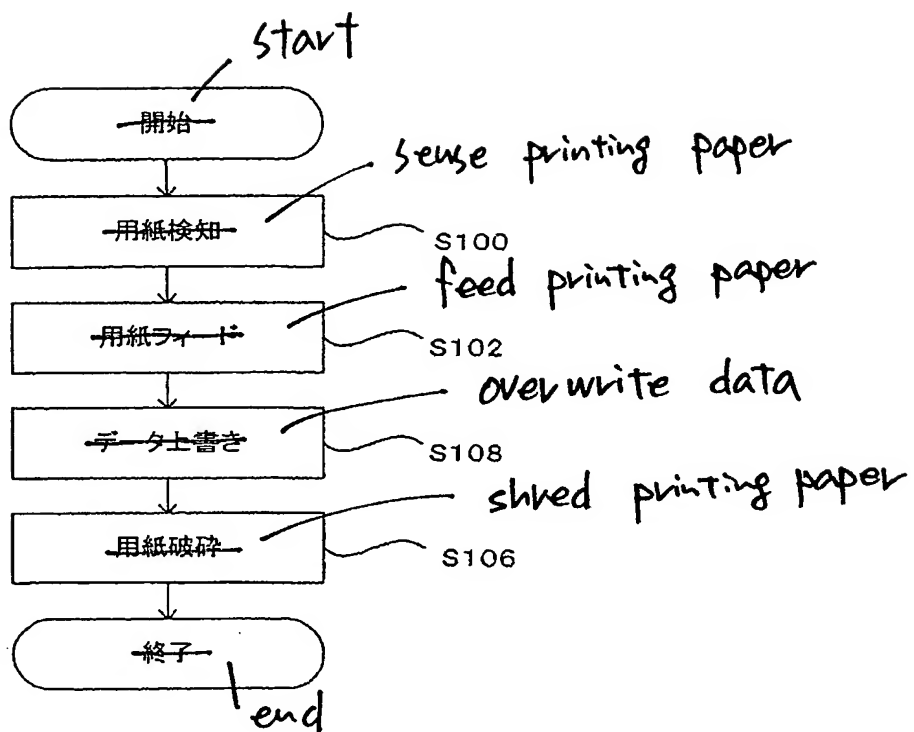 start
開始
sense printing paper
用紙検知
S100
feed printing paper
用紙フィード
S102
overwrite data
データ上書き
S108
shred printing paper
用紙破砕
S106
終了
end